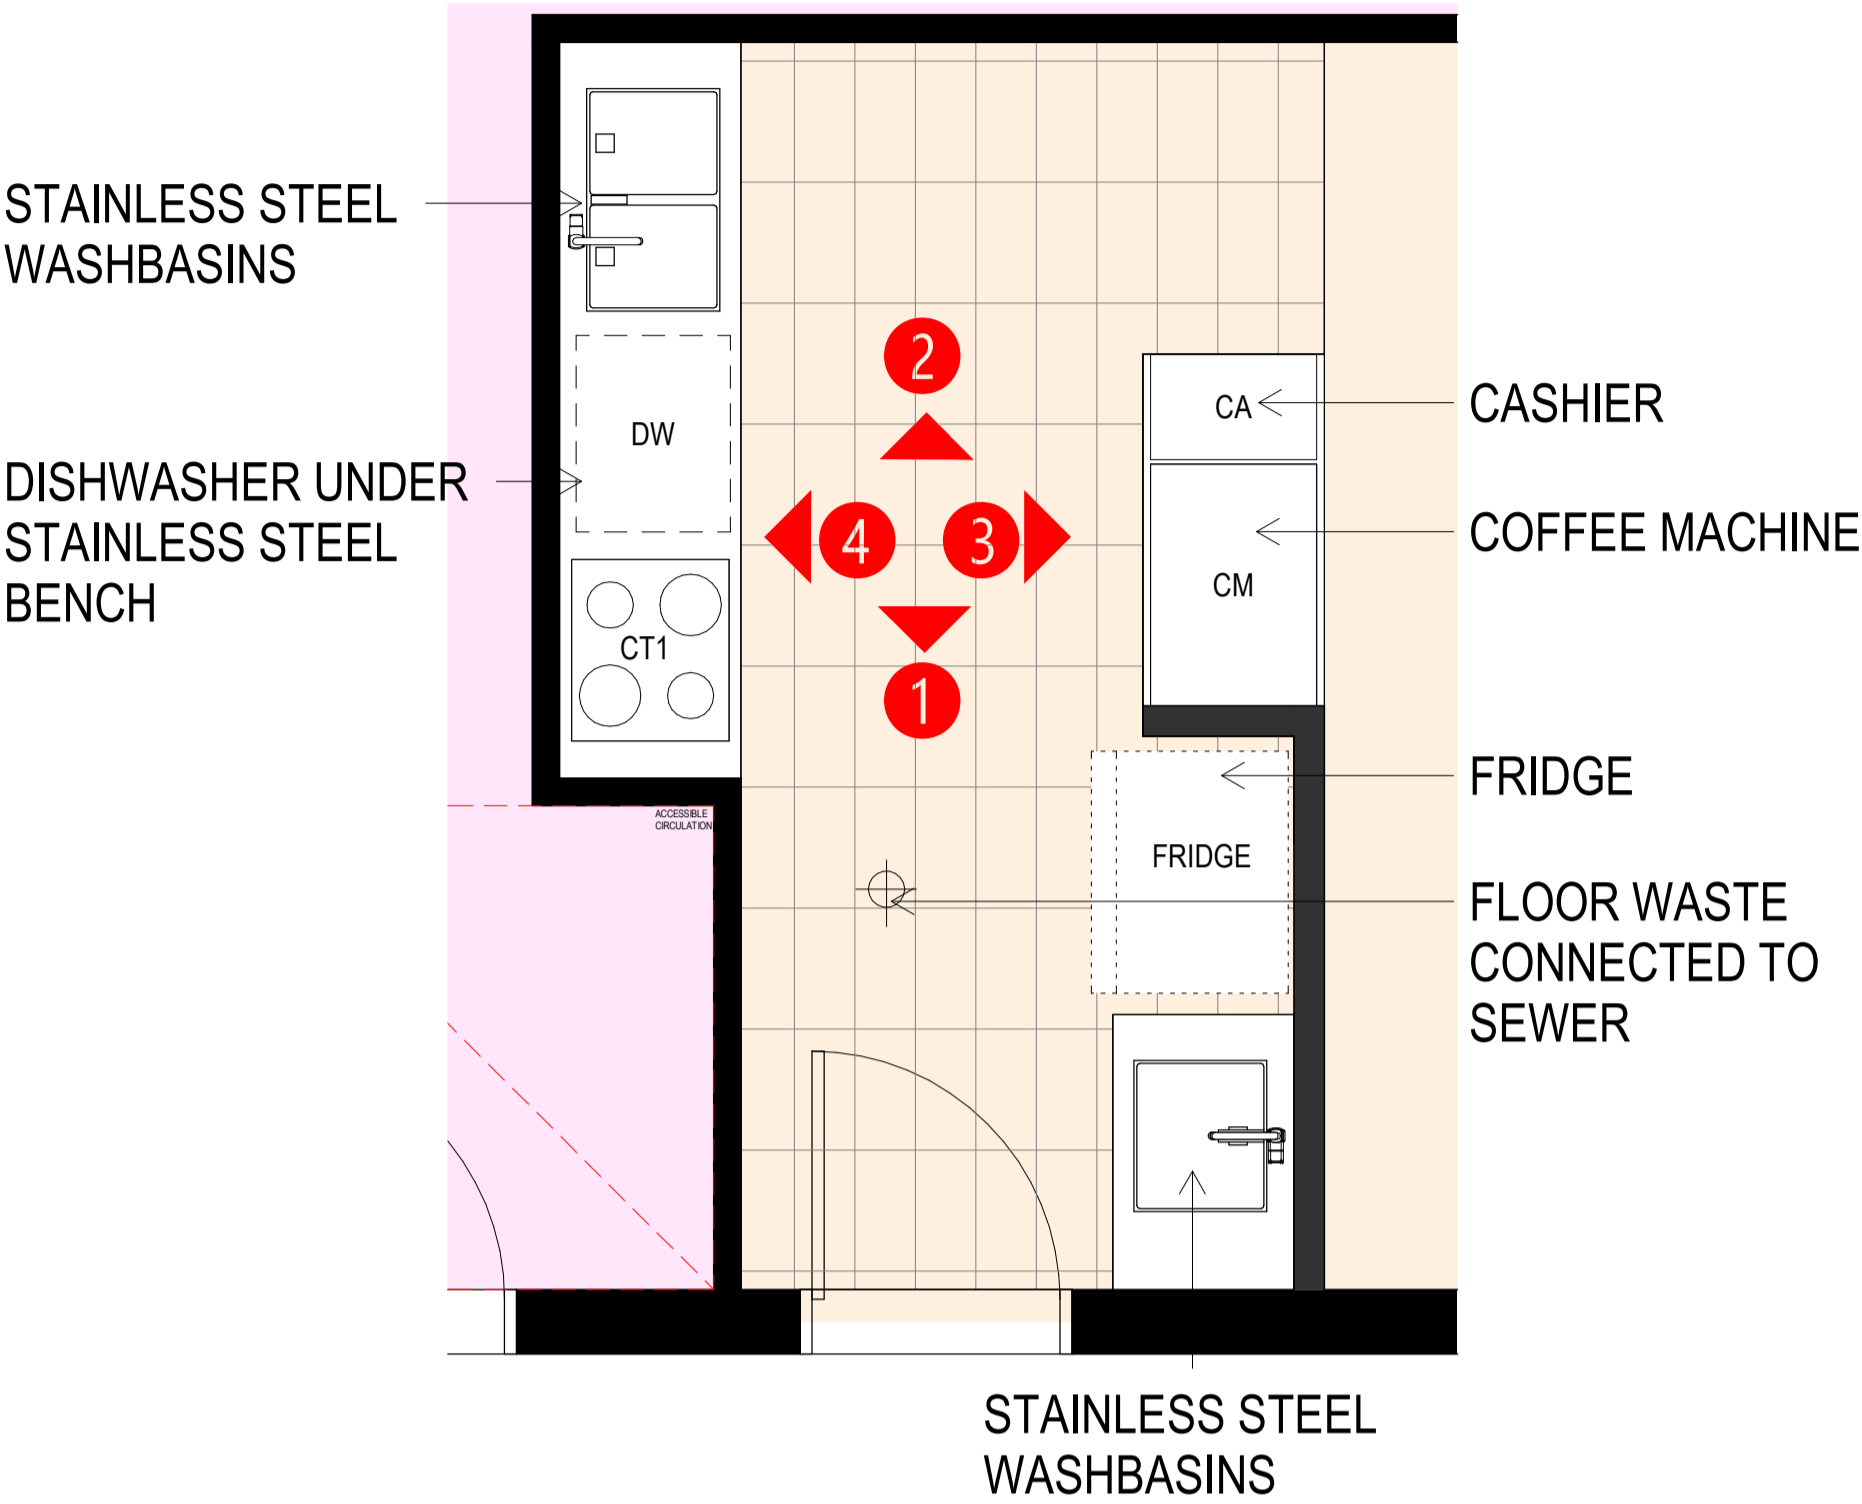 STAINLESS STEEL
WASHBASINS
DISHWASHER UNDER
STAINLESS STEEL
BENCH
DW
CT1
ACCESSIBLE
CIRCULATION
2
4
3
1
CA
CM
FRIDGE
CASHIER
COFFEE MACHINE
FRIDGE
FLOOR WASTE
CONNECTED TO
SEWER
STAINLESS STEEL
WASHBASINS